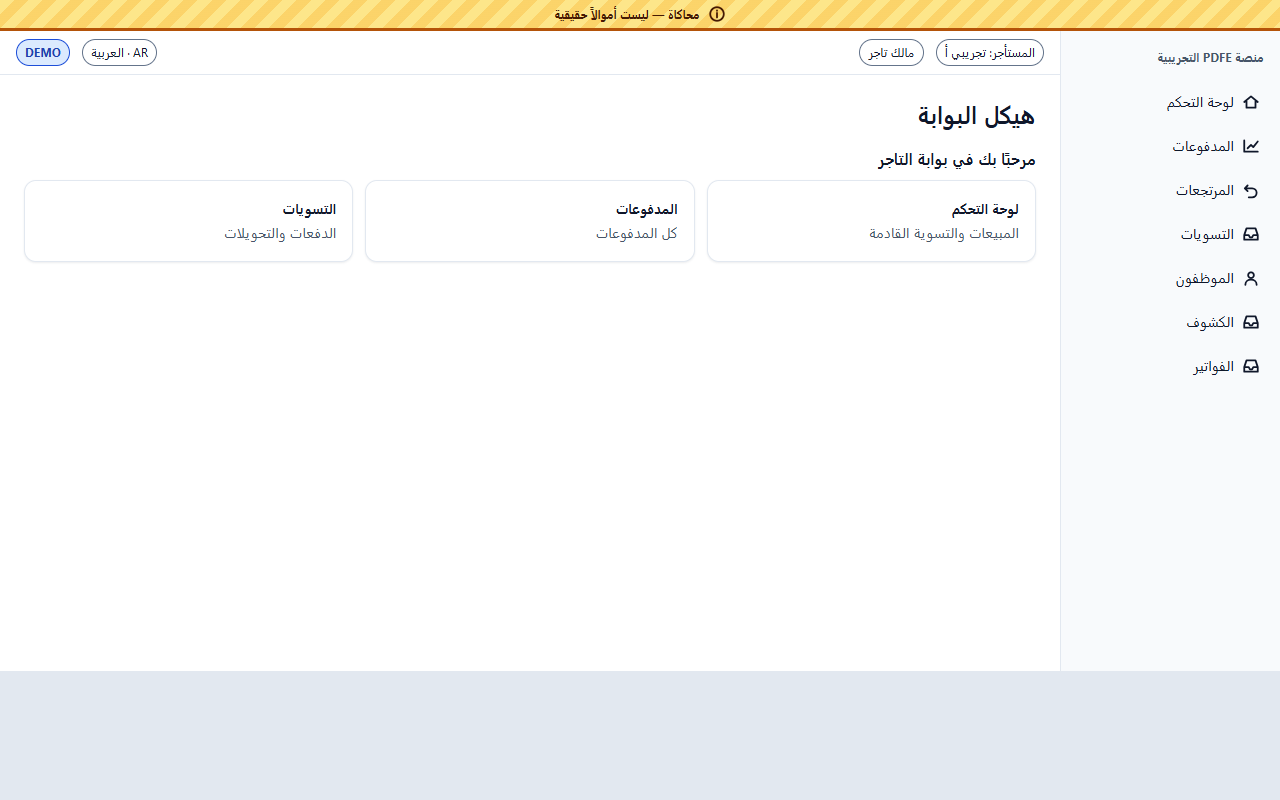 محاكاة — ليست أموالاً حقيقية
منصة PDFE التجريبية
لوحة التحكم
المدفوعات
المرتجعات
التسويات
الموظفون
الكشوف
الفواتير
المستأجر: تجريبي أ
مالك تاجر
AR · العربية
DEMO
هيكل البوابة
مرحبًا بك في بوابة التاجر
لوحة التحكم
المبيعات والتسوية القادمة
المدفوعات
كل المدفوعات
التسويات
الدفعات والتحويلات